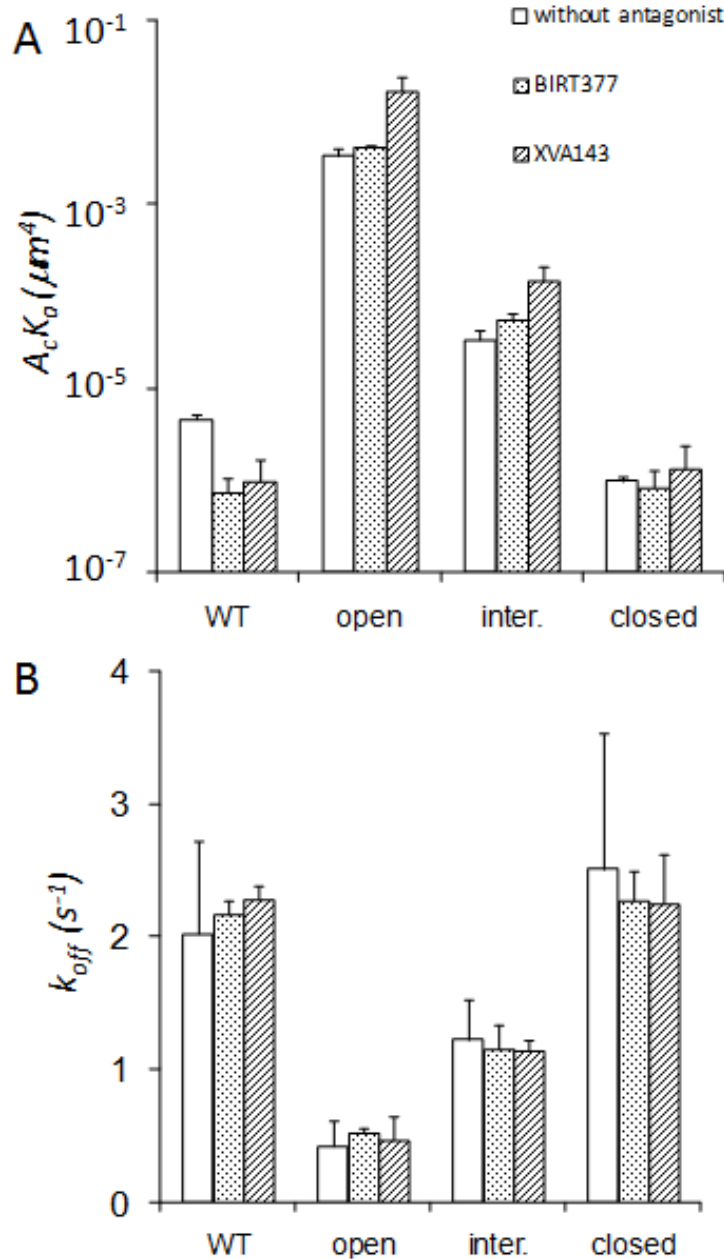 A
without antagonist
BIRT377
XVA143
10-1
10-3
10-5
10-7
AcKa (μm4)
WT open inter. closed
B
4
3
2
1
0
koff (s-1)
WT open inter. closed